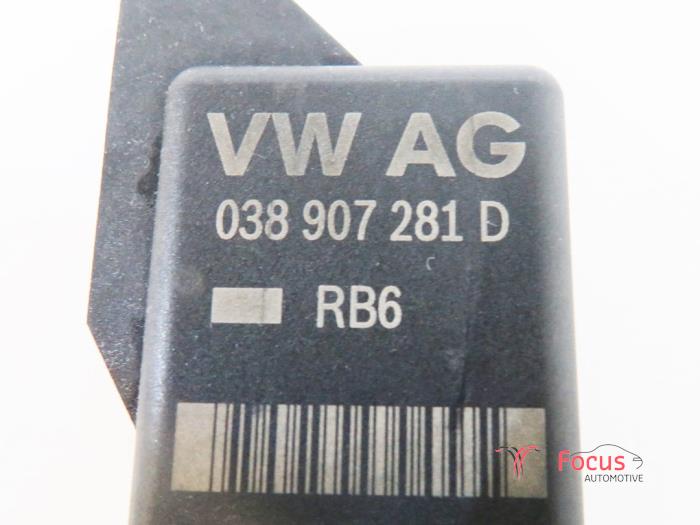 VW AG
038 907 281 D
RB6
Focus
AUTOMOTIVE